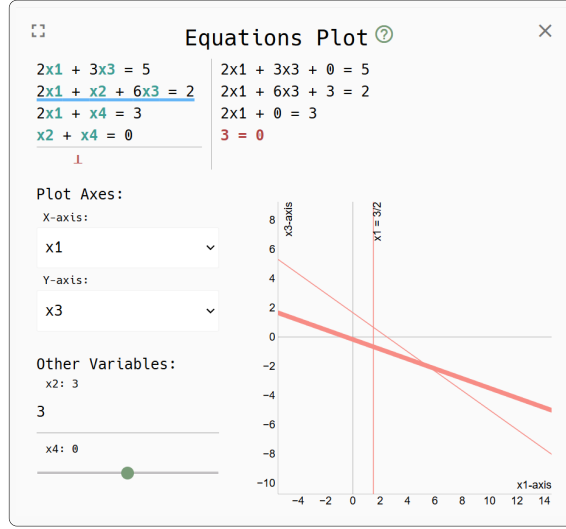 Equations Plot ?
2x1 + 3x3 = 5
2x1 + x2 + 6x3 = 2
2x1 + x4 = 3
x2 + x4 = 0
⊥
2x1 + 3x3 + 0 = 5
2x1 + 6x3 + 3 = 2
2x1 + 0 = 3
3 = 0
Plot Axes:
X-axis:
x1
Y-axis:
x3
Other Variables:
x2: 3
3
x4: 0
x3-axis
x1 = 3/2
8
6
4
2
0
−2
−4
−6
−8
−10
x1-axis
−4 −2 0 2 4 6 8 10 12 14